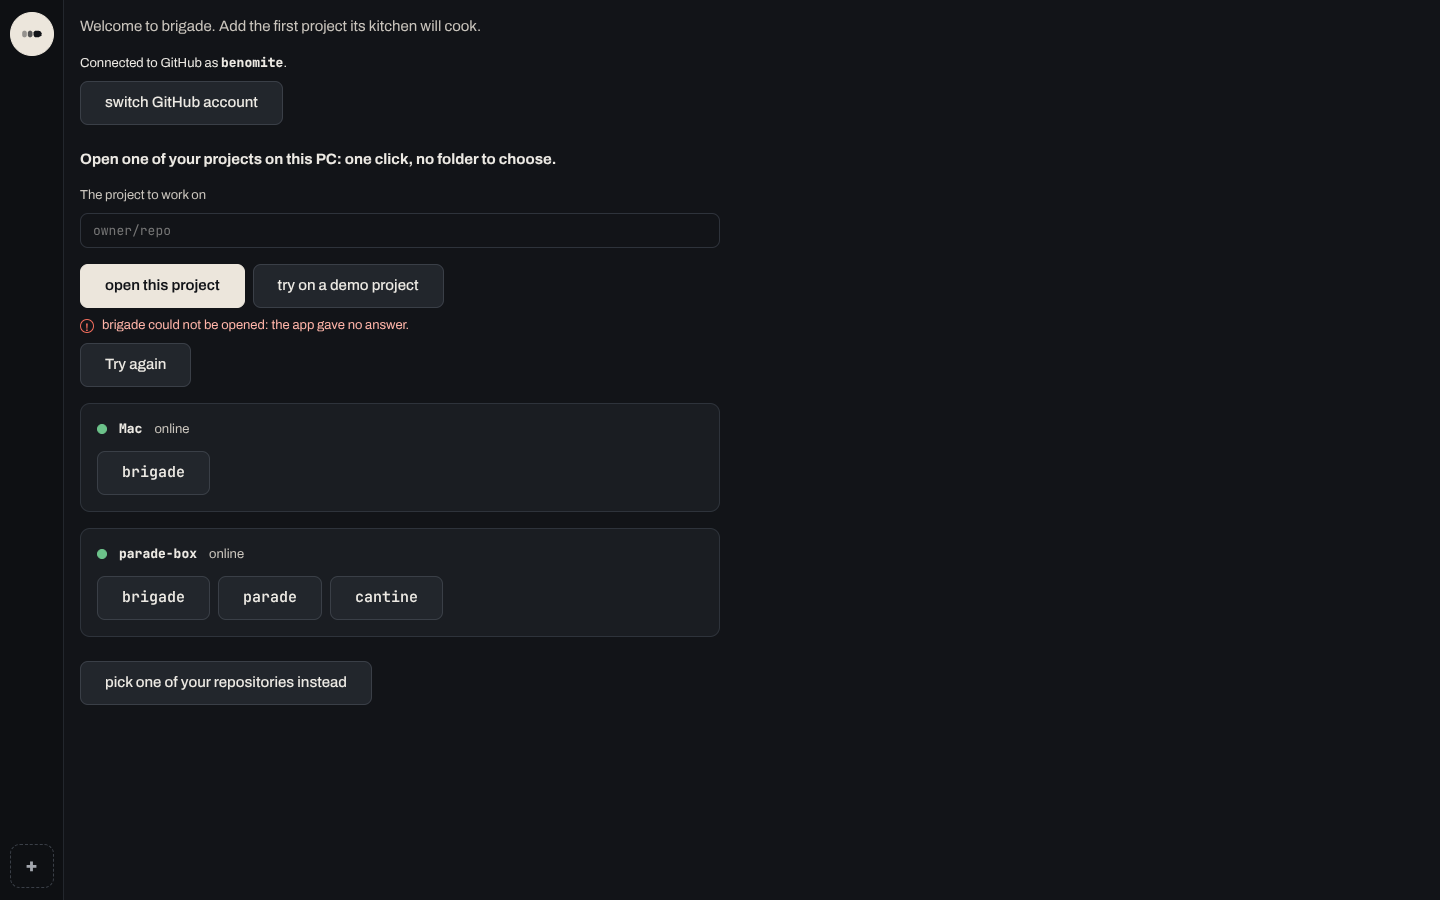 Welcome to brigade. Add the first project its kitchen will cook.
Connected to GitHub as benomite.
switch GitHub account
Open one of your projects on this PC: one click, no folder to choose.
The project to work on
owner/repo
open this project
try on a demo project
brigade could not be opened: the app gave no answer.
Try again
Mac online
brigade
parade-box online
brigade
parade
cantine
pick one of your repositories instead
+